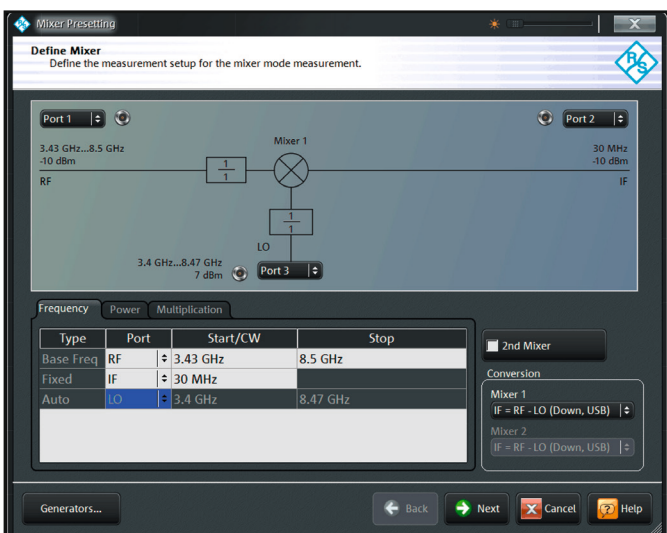 Mixer Presetting
Define Mixer
Define the measurement setup for the mixer mode measurement.
R&S
Port 1
Port 2
3.43 GHz...8.5 GHz
-10 dBm
RF
Mixer 1
30 MHz
-10 dBm
IF
1
1
1
1
LO
3.4 GHz...8.47 GHz
7 dBm
Port 3
Frequency Power Multiplication
Type Port Start/CW Stop
Base Freq RF 3.43 GHz 8.5 GHz
Fixed IF 30 MHz
Auto LO 3.4 GHz 8.47 GHz
2nd Mixer
Conversion
Mixer 1
IF = RF - LO (Down, USB)
Mixer 2
IF = RF - LO (Down, USB)
Generators... Back Next Cancel Help